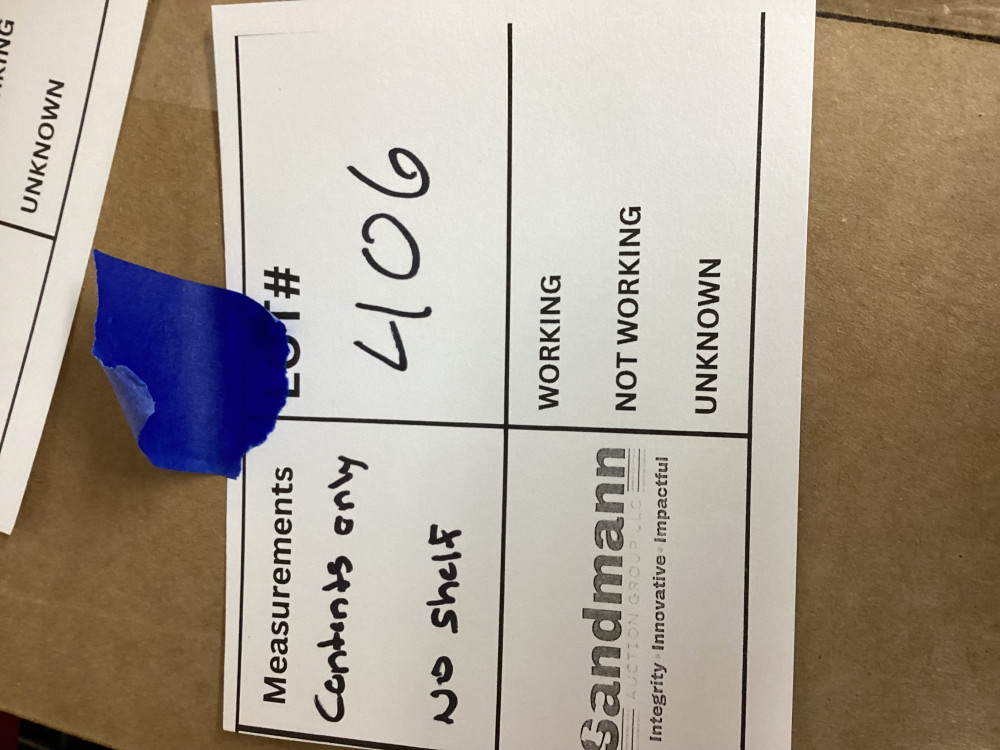 UNKNOWN
Measurements
Contents only
No shelf
LOT#
406
Sandmann
AUCTION GROUP LLC
Integrity · Innovative · Impactful
WORKING
NOT WORKING
UNKNOWN